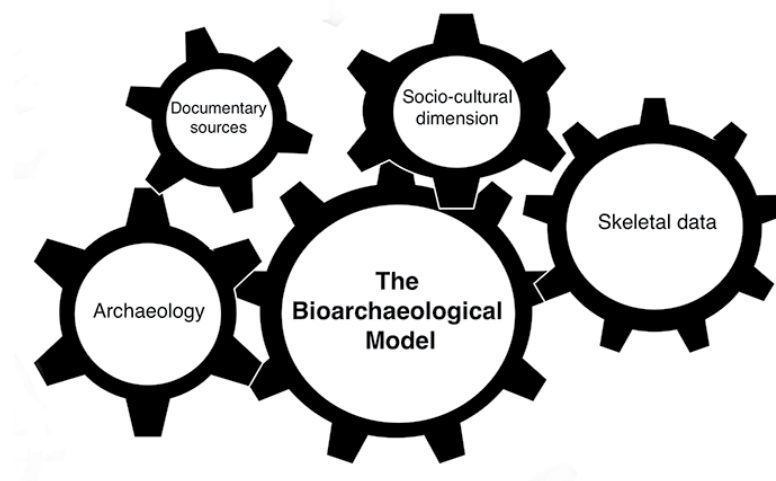 Documentary
sources
Socio-cultural
dimension
Skeletal data
Archaeology
The
Bioarchaeological
Model